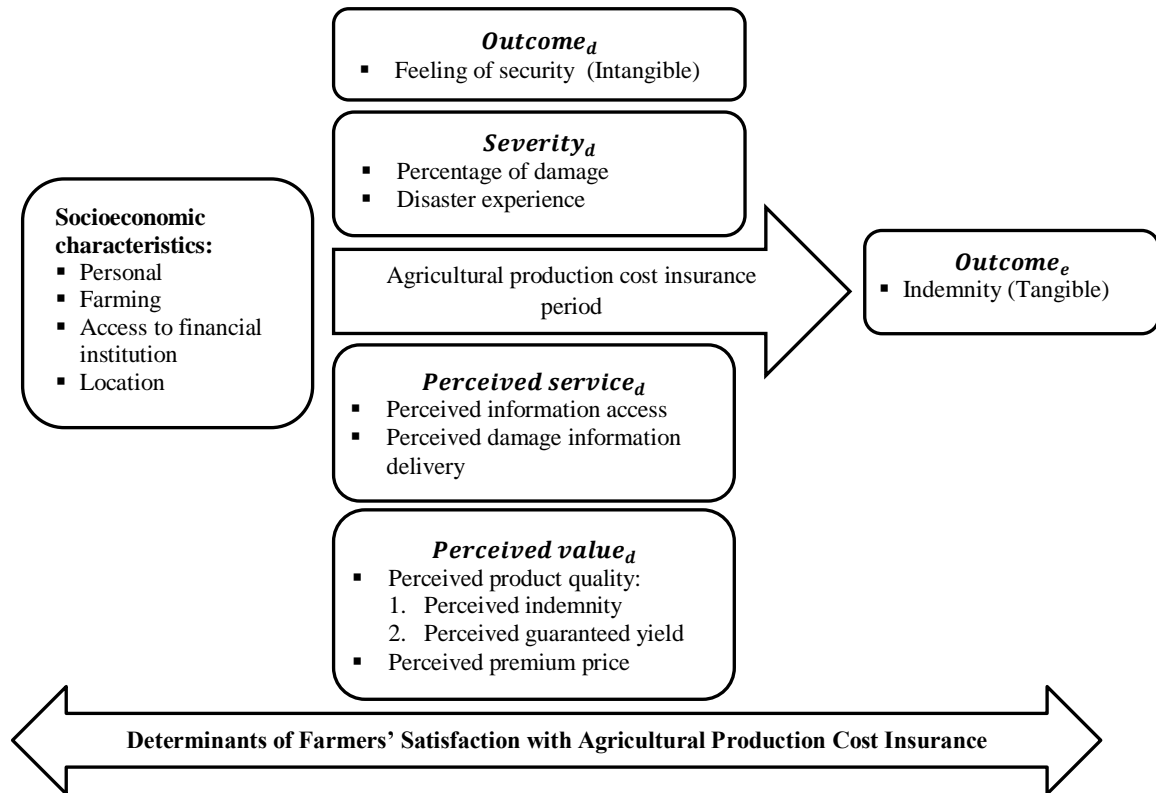 Outcome_d
▪ Feeling of security (Intangible)
Severity_d
▪ Percentage of damage
▪ Disaster experience
Socioeconomic
characteristics:
▪ Personal
▪ Farming
▪ Access to financial
institution
▪ Location
Agricultural production cost insurance
period
Outcome_e
▪ Indemnity (Tangible)
Perceived service_d
▪ Perceived information access
▪ Perceived damage information
delivery
Perceived value_d
▪ Perceived product quality:
1. Perceived indemnity
2. Perceived guaranteed yield
▪ Perceived premium price
Determinants of Farmers’ Satisfaction with Agricultural Production Cost Insurance